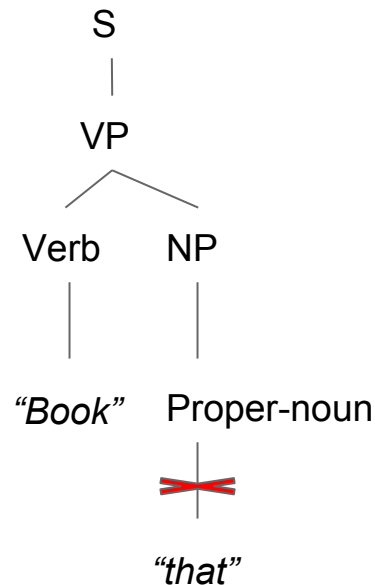 S
VP
Verb NP
“Book” Proper-noun
“that”